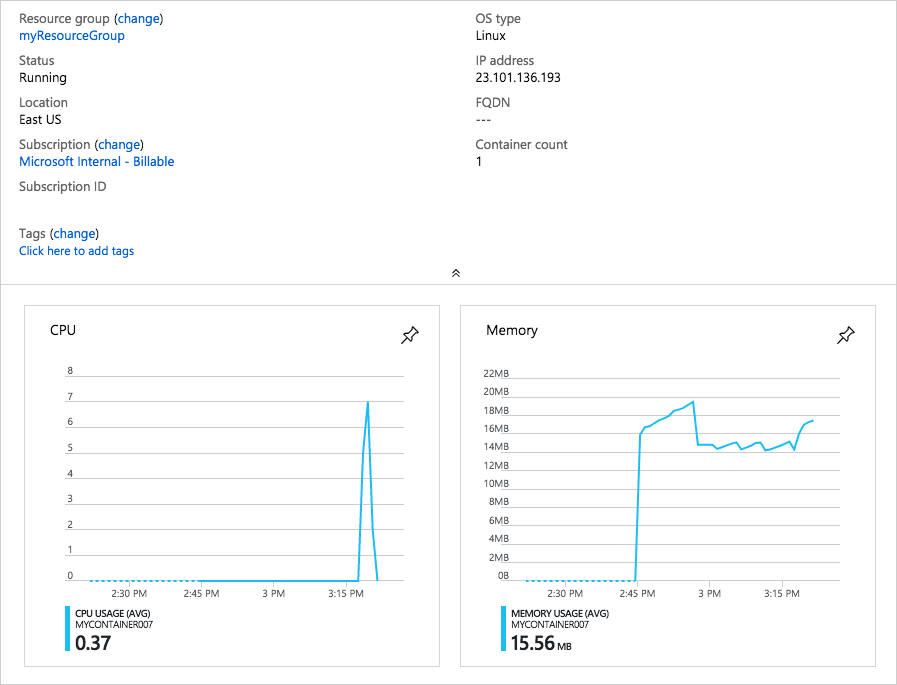 Resource group (change)
myResourceGroup
Status
Running
Location
East US
Subscription (change)
Microsoft Internal - Billable
Subscription ID
Tags (change)
Click here to add tags
OS type
Linux
IP address
23.101.136.193
FQDN
---
Container count
1
CPU
8
7
6
5
4
3
2
1
0
2:30 PM 2:45 PM 3 PM 3:15 PM
CPU USAGE (AVG)
MYCONTAINER007
0.37
Memory
22MB
20MB
18MB
16MB
14MB
12MB
10MB
8MB
6MB
4MB
2MB
0B
2:30 PM 2:45 PM 3 PM 3:15 PM
MEMORY USAGE (AVG)
MYCONTAINER007
15.56 MB